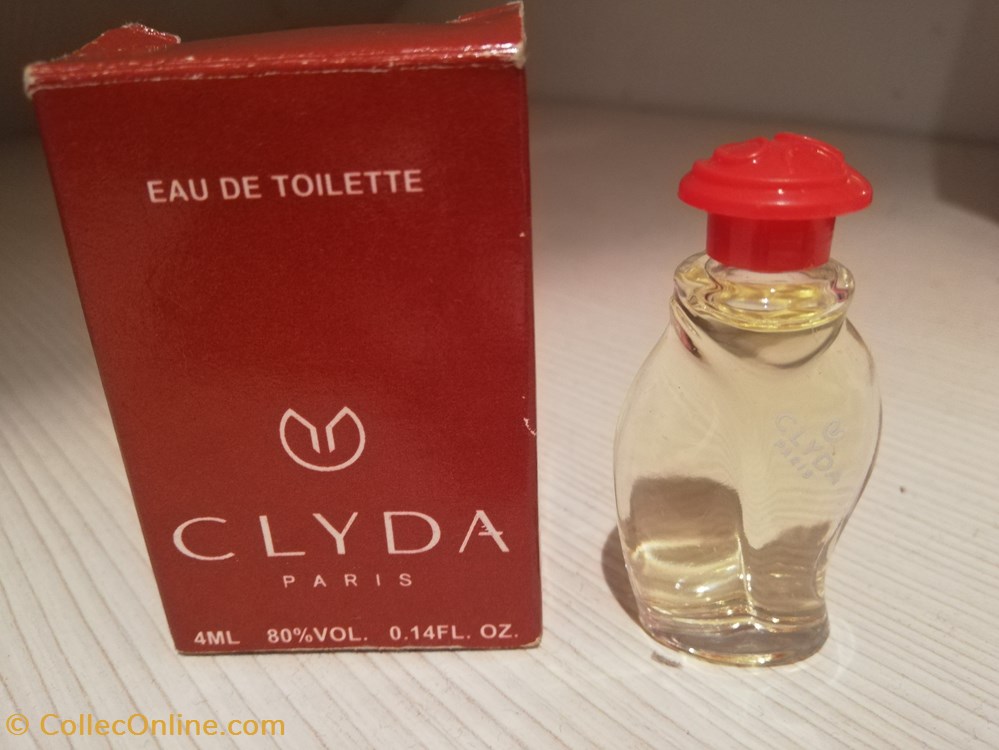 EAU DE TOILETTE
CLYDA
PARIS
4ML 80%VOL. 0.14FL. OZ.
CLYDA
PARIS
© CollecOnline.com